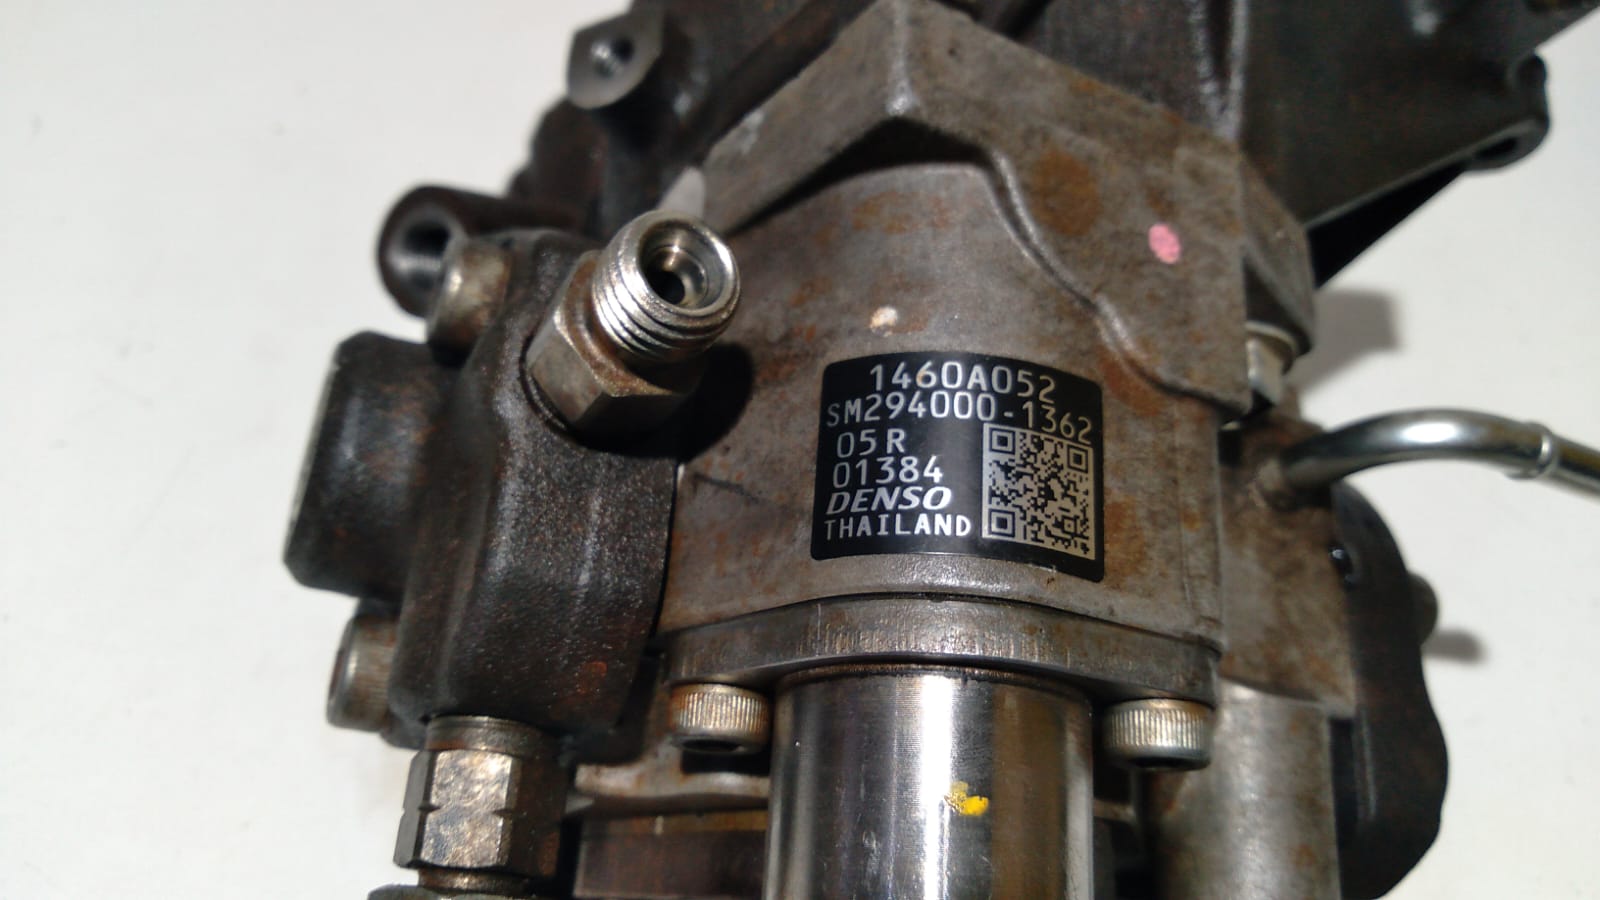 1460A052
SM294000-1362
05R
01384
DENSO
THAILAND